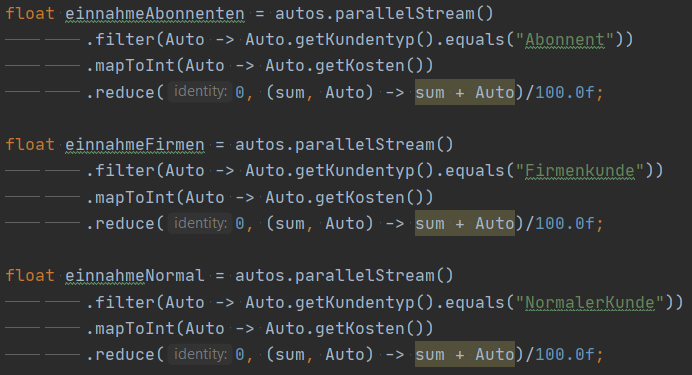 float einnahmeAbonnenten = autos.parallelStream()
.filter(Auto -> Auto.getKundentyp().equals("Abonnent"))
.mapToInt(Auto -> Auto.getKosten())
.reduce( identity: 0, (sum, Auto) -> sum + Auto)/100.0f;
float einnahmeFirmen = autos.parallelStream()
.filter(Auto -> Auto.getKundentyp().equals("Firmenkunde"))
.mapToInt(Auto -> Auto.getKosten())
.reduce( identity: 0, (sum, Auto) -> sum + Auto)/100.0f;
float einnahmeNormal = autos.parallelStream()
.filter(Auto -> Auto.getKundentyp().equals("NormalerKunde"))
.mapToInt(Auto -> Auto.getKosten())
.reduce( identity: 0, (sum, Auto) -> sum + Auto)/100.0f;